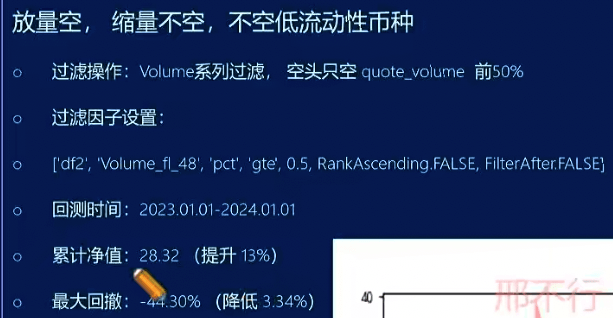 放量空， 缩量不空，不空低流动性币种
过滤操作：Volume系列过滤， 空头只空 quote_volume 前50%
过滤因子设置：
['df2', 'Volume_fl_48', 'pct', 'gte', 0.5, RankAscending.FALSE, FilterAfter.FALSE]
回测时间：2023.01.01-2024.01.01
累计净值：28.32 （提升 13%）
最大回撤：-44.30% （降低 3.34%）
40
邢不行